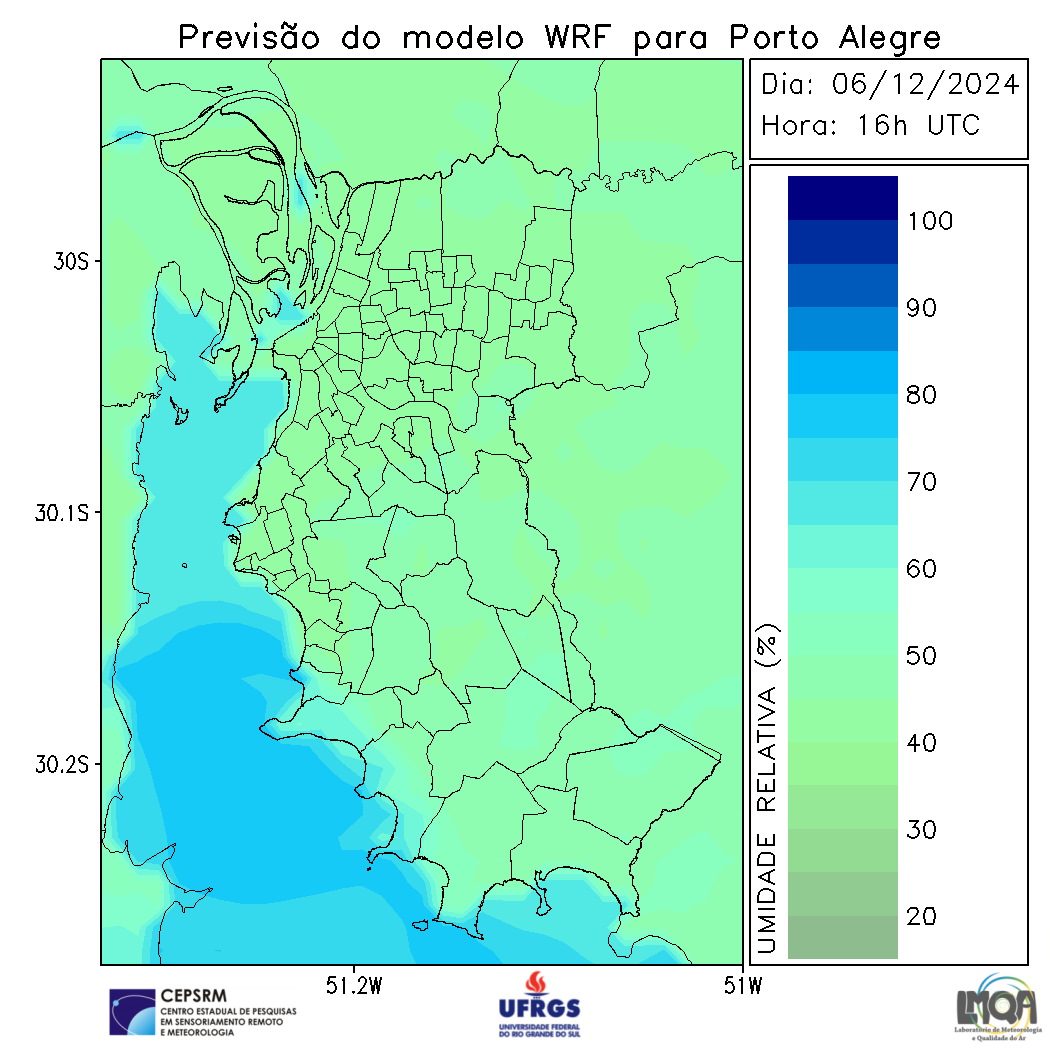 Previsão do modelo WRF para Porto Alegre
Dia: 06/12/2024
Hora: 16h UTC
30S
30.1S
30.2S
51.2W
51W
100
90
80
70
60
50
40
30
20
UMIDADE RELATIVA (%)
CEPSRM
CENTRO ESTADUAL DE PESQUISAS
EM SENSORIAMENTO REMOTO
E METEOROLOGIA
UFRGS
UNIVERSIDADE FEDERAL
DO RIO GRANDE DO SUL
LMQA
Laboratório de Meteorologia
e Qualidade do Ar